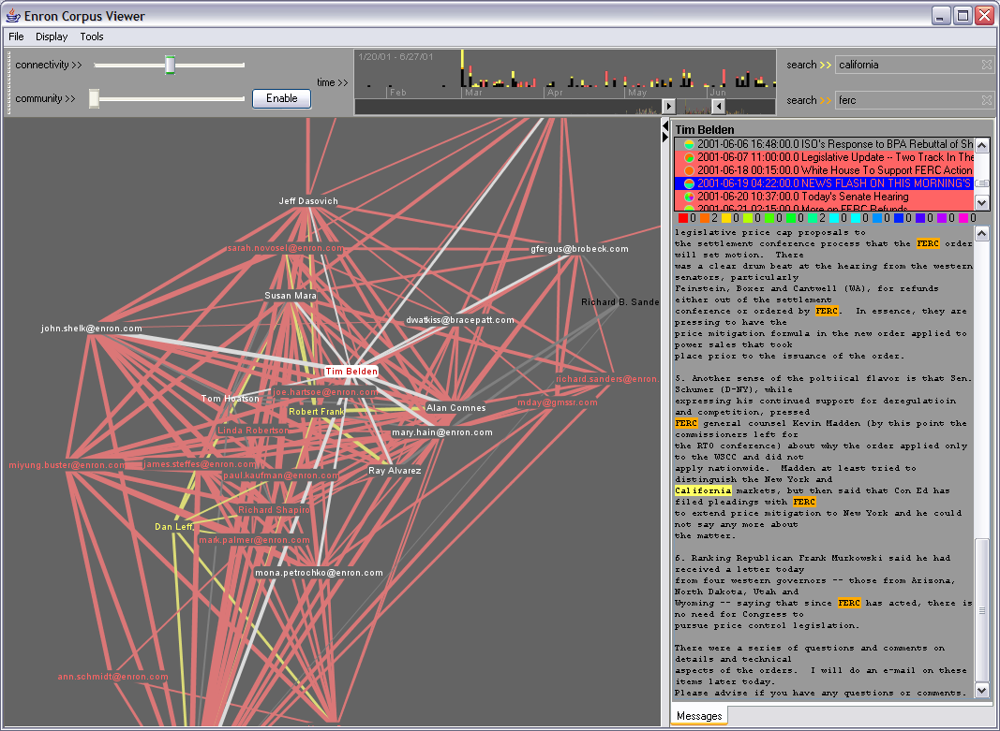 Enron Corpus Viewer
File Display Tools
connectivity >>
community >>
Enable
time >>
1/20/01 - 6/27/01
Feb Mar Apr May Jun
search >> california
search >> ferc
Jeff Dasovich
sarah.novosel@enron.com
gfergus@brobeck.com
Susan Mara
Richard B. Sande
dwatkiss@bracepatt.com
john.shelk@enron.com
Tim Belden
richard.sanders@enron.
joe.hartsoe@enron.com
Tom Hoatson
mday@gmssr.com
Robert Frank
Alan Comnes
Linda Robertson
mary.hain@enron.com
miyung.buster@enron.com
james.steffes@enron.com
Ray Alvarez
paul.kaufman@enron.com
Richard Shapiro
Dan Leff
mark.palmer@enron.com
mona.petrochko@enron.com
ann.schmidt@enron.com
Tim Belden
2001-06-06 16:48:00.0 ISO's Response to BPA Rebuttal of Sh
2001-06-07 11:00:00.0 Legislative Update -- Two Track In The
2001-06-18 00:15:00.0 White House To Support FERC Action
2001-06-19 04:22:00.0 NEWS FLASH ON THIS MORNING'S
2001-06-20 10:37:00.0 Today's Senate Hearing
2001-06-21 02:15:00.0 More on FERC Refunds
0 2 0 0 0 0 0 0 0 0 0 0 0 0
legislative price cap proposals to
the settlement conference process that the FERC order
will set motion. There
was a clear drum beat at the hearing from the western
senators, particularly
Feinstein, Boxer and Cantwell (WA), for refunds
either out of the settlement
conference or ordered by FERC. In essence, they are
pressing to have the
price mitigation formula in the new order applied to
power sales that took
place prior to the issuance of the order.
5. Another sense of the poltiical flavor is that Sen.
Schumer (D-NY), while
expressing his continued support for deregulatioin
and competition, pressed
FERC general counsel Kevin Madden (by this point the
commissioners left for
the RTO conference) about why the order applied only
to the WSCC and did not
apply nationwide. Madden at least tried to
distinguish the New York and
California markets, but then said that Con Ed has
filed pleadings with FERC
to extend price mitigation to New York and he could
not say any more about
the matter.
6. Ranking Republican Frank Murkowski said he had
received a letter today
from four western governors -- those from Arizona,
North Dakota, Utah and
Wyoming -- saying that since FERC has acted, there is
no need for Congress to
pursue price control legislation.
There were a series of questions and comments on
details and technical
aspects of the orders. I will do an e-mail on these
items later today.
Please advise if you have any questions or comments.
Messages